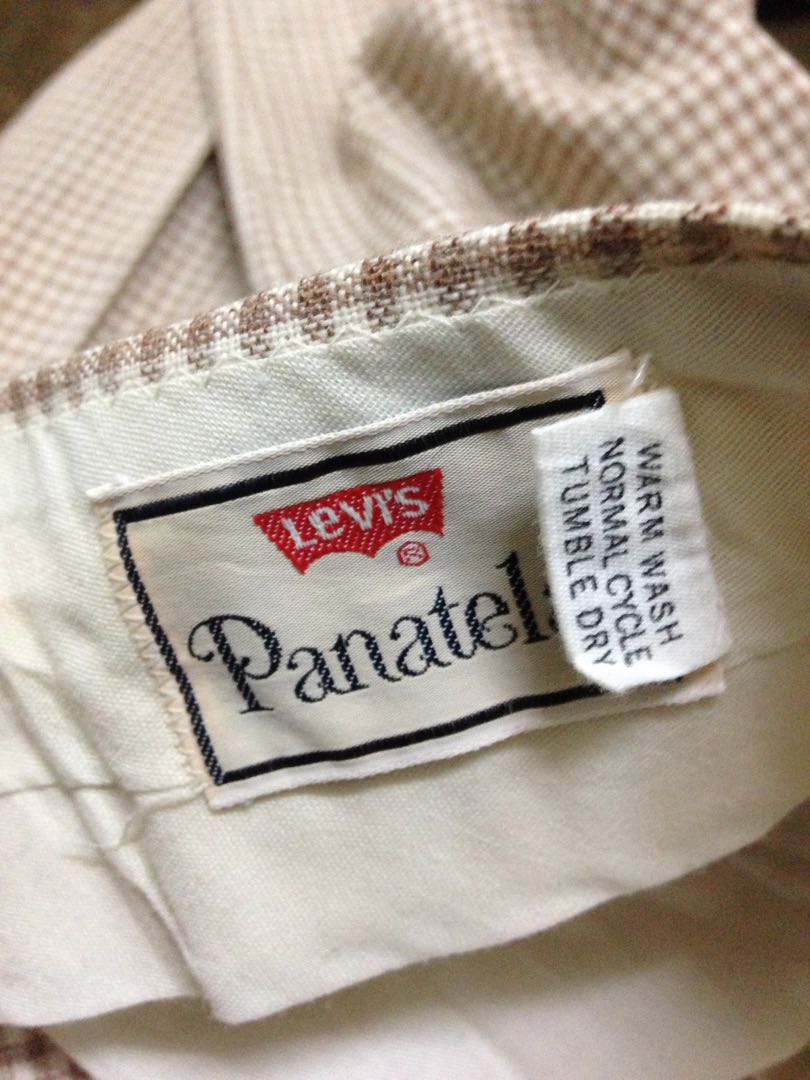 Levi's
®
Panatel
WARM WASH
NORMAL CYCLE
TUMBLE DRY